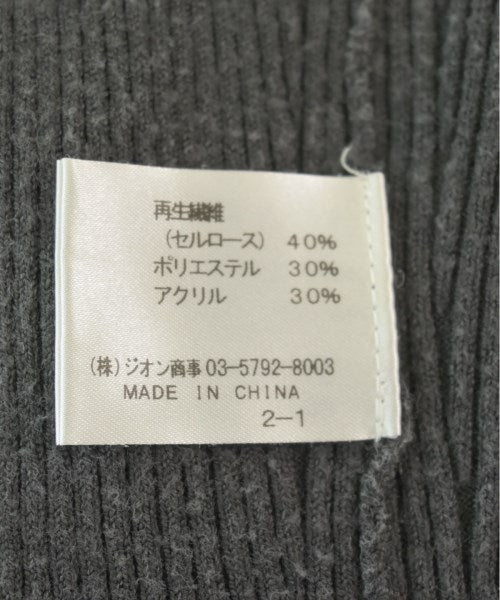 再生繊維
(セルロース) 40%
ポリエステル 30%
アクリル 30%
(株)ジオン商事 03-5792-8003
MADE IN CHINA
2-1